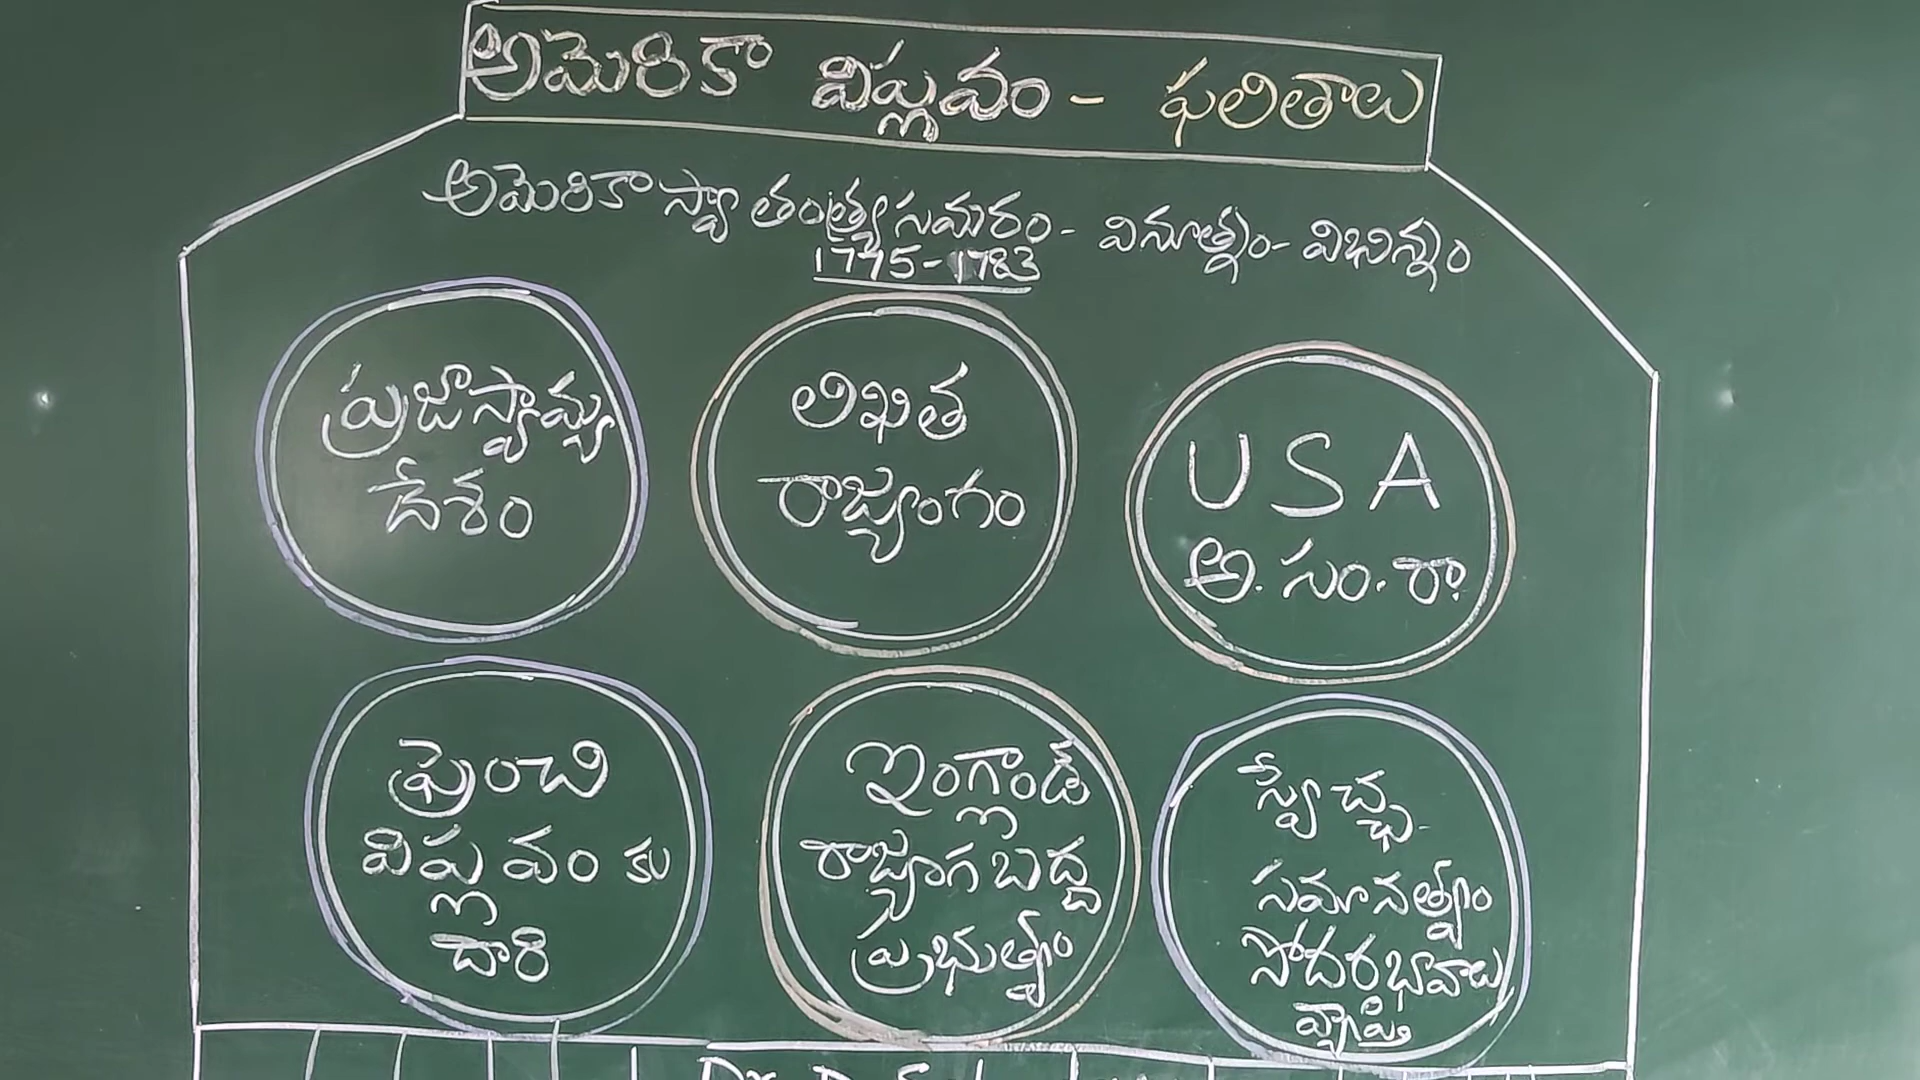 అమెరికా విప్లవం - ఫలితాలు
అమెరికా స్వాతంత్ర్య సమరం - వినూత్నం - విభిన్నం
1775-1783
ప్రజాస్వామ్య
దేశం
లిఖిత
రాజ్యాంగం
USA
అ. సం. రా.
ఫ్రెంచి
విప్లవం కు
దారి
ఇంగ్లాండ్
రాజ్యాంగబద్ధ
ప్రభుత్వం
స్వేచ్ఛ
సమానత్వం
సోదరభావాలు
వ్యాప్తి